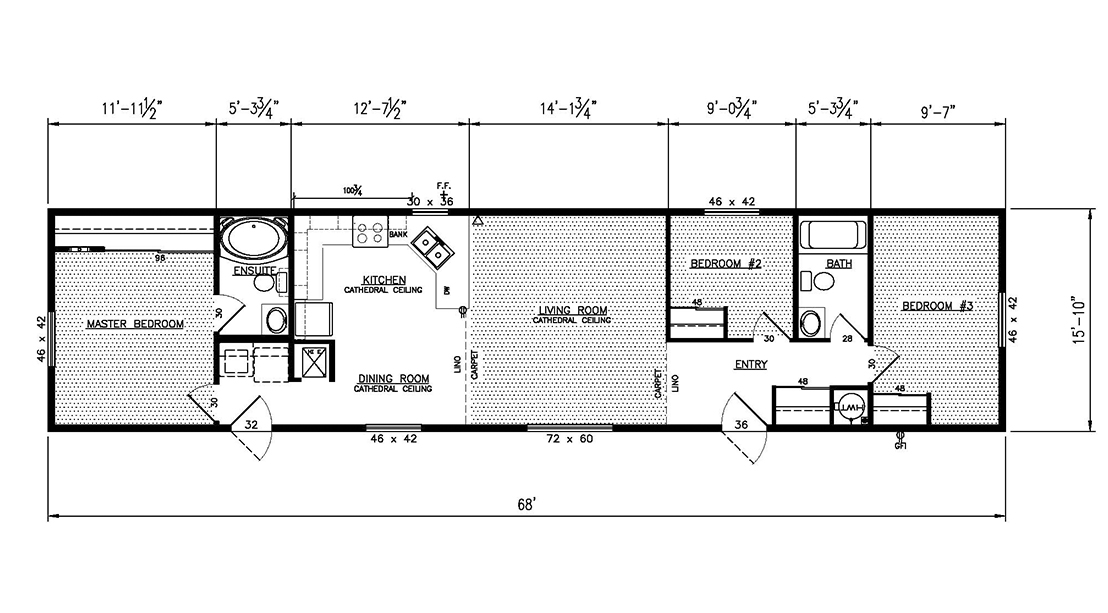 11'-11½" 5'-3¾" 12'-7½" 14'-1¾" 9'-0¾" 5'-3¾" 9'-7"
100¾
F.F.
30 x 36
46 x 42
BANK
98
ENSUITE
KITCHEN
CATHEDRAL CEILING
DW
BEDROOM #2
BATH
48
BEDROOM #3
LIVING ROOM
CATHEDRAL CEILING
MASTER BEDROOM
30
46 x 42
30
28
46 x 42
15'-10"
LINO
CARPET
DINING ROOM
CATHEDRAL CEILING
ENTRY
30
CARPET
LINO
48
48
30
HWT
32
36
46 x 42
72 x 60
GFI
68'